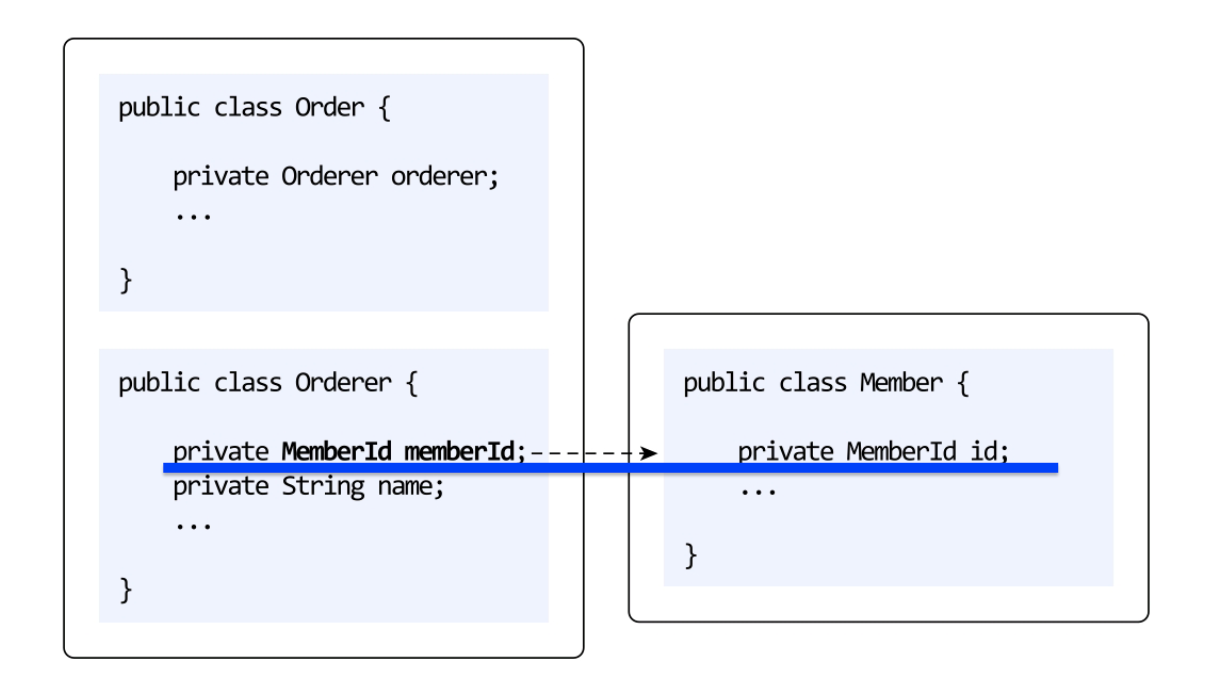 public class Order {
private Orderer orderer;
...
}
public class Orderer {
private MemberId memberId;
private String name;
...
}
public class Member {
private MemberId id;
...
}